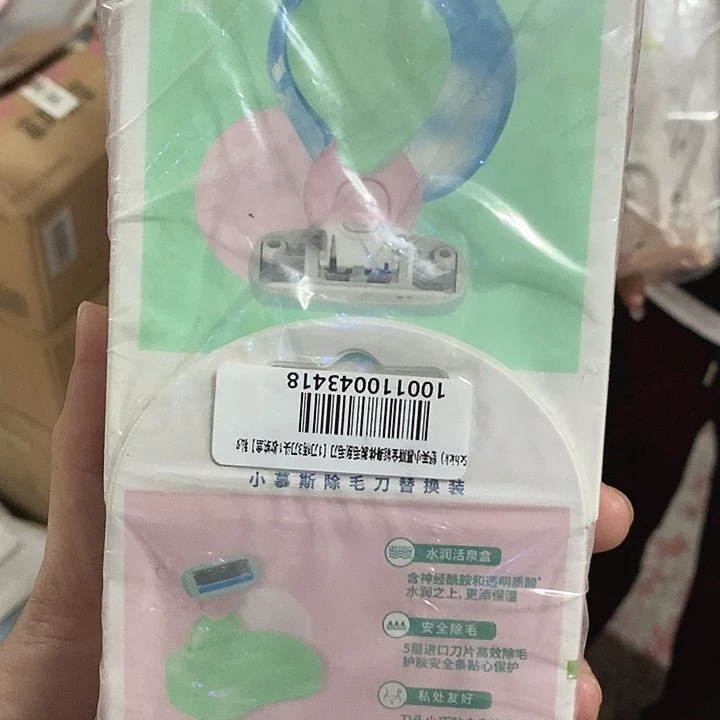 100110043418
小慕斯除毛刀替换装
水润活泉盒
含神经酰胺和透明质酸*
水润之上,更添保湿
安全除毛
5层进口刀片高效除毛
护肤安全条贴心保护
私处友好